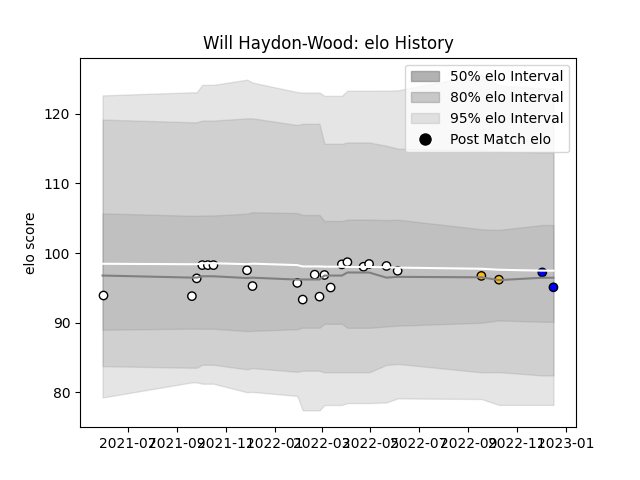 Will Haydon-Wood: elo History
50% elo Interval
80% elo Interval
95% elo Interval
Post Match elo
elo score
120
110
100
90
80
2021-07 2021-09 2021-11 2022-01 2022-03 2022-05 2022-07 2022-09 2022-11 2023-01